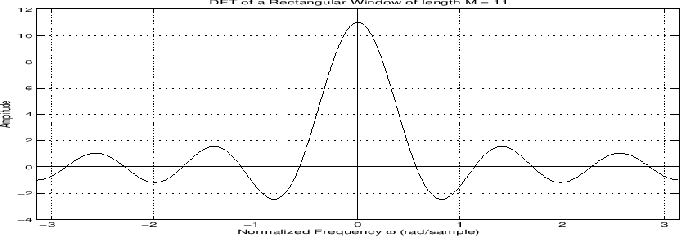 DFT of a Rectangular Window of length M = 11
12
10
8
6
4
2
0
−2
−4
Amplitude
−3 −2 −1 0 1 2 3
Normalized Frequency ω (rad/sample)